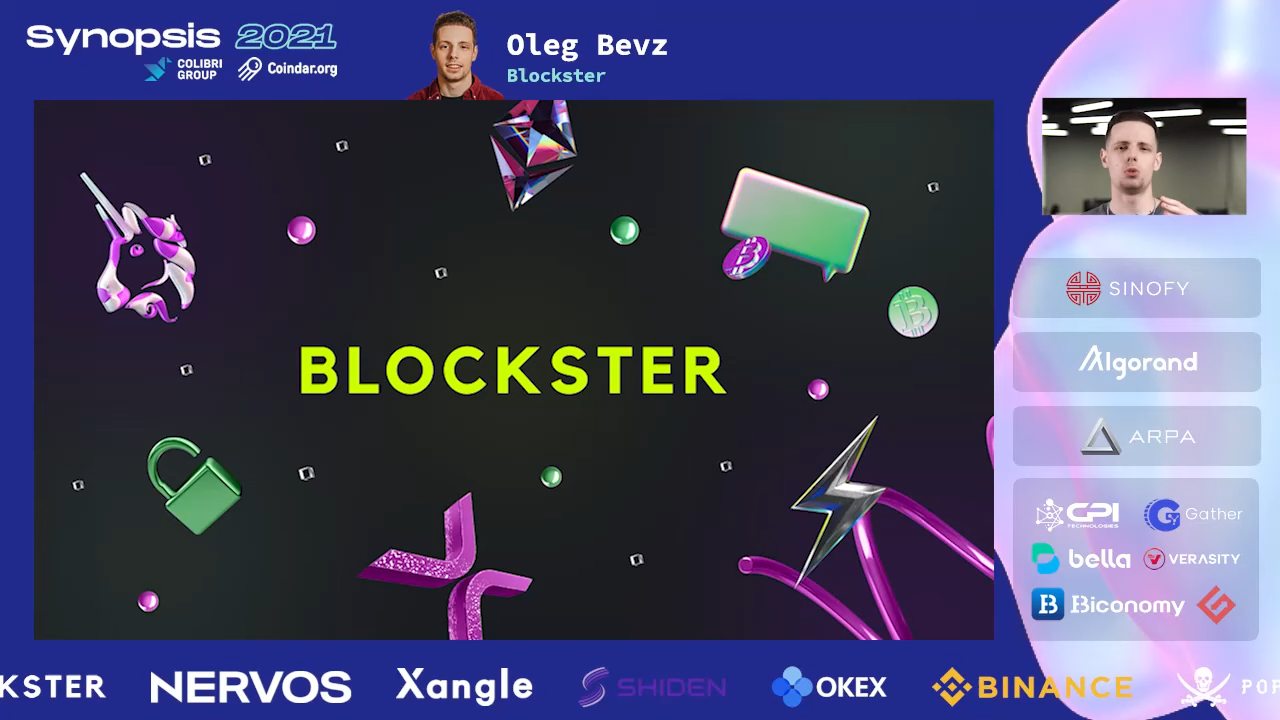 Synopsis 2021
COLIBRI
GROUP
Coindar.org
Oleg Bevz
Blockster
BLOCKSTER
SINOFY
Algorand
ARPA
CPI
TECHNOLOGIES
Gather
bella
VERASITY
Biconomy
KSTER
NERVOS
Xangle
SHIDEN
OKEX
BINANCE
POR